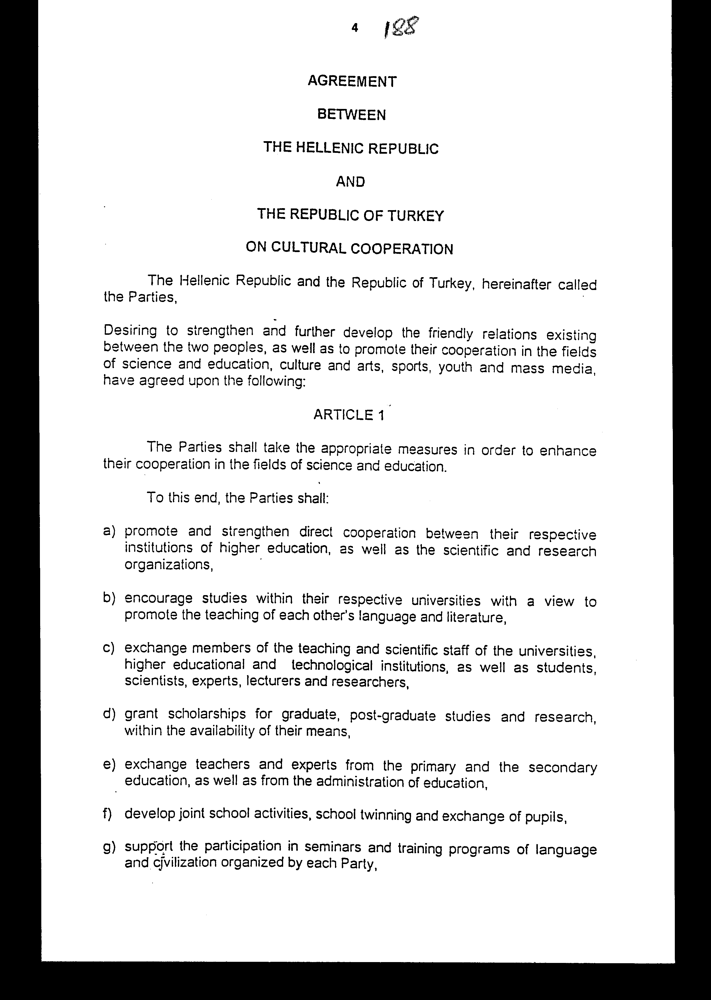 4 188
AGREEMENT
BETWEEN
THE HELLENIC REPUBLIC
AND
THE REPUBLIC OF TURKEY
ON CULTURAL COOPERATION
The Hellenic Republic and the Republic of Turkey, hereinafter called
the Parties,
Desiring to strengthen and further develop the friendly relations existing
between the two peoples, as well as to promote their cooperation in the fields
of science and education, culture and arts, sports, youth and mass media,
have agreed upon the following:
ARTICLE 1
The Parties shall take the appropriate measures in order to enhance
their cooperation in the fields of science and education.
To this end, the Parties shall:
a) promote and strengthen direct cooperation between their respective
institutions of higher education, as well as the scientific and research
organizations,
b) encourage studies within their respective universities with a view to
promote the teaching of each other's language and literature,
c) exchange members of the teaching and scientific staff of the universities,
higher educational and technological institutions, as well as students,
scientists, experts, lecturers and researchers,
d) grant scholarships for graduate, post-graduate studies and research,
within the availability of their means,
e) exchange teachers and experts from the primary and the secondary
education, as well as from the administration of education,
f) develop joint school activities, school twinning and exchange of pupils,
g) support the participation in seminars and training programs of language
and civilization organized by each Party,